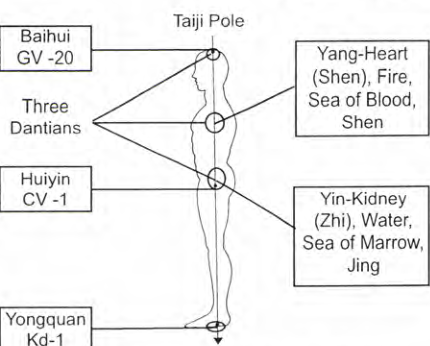 Taiji Pole
Baihui
GV -20
Three
Dantians
Huiyin
CV -1
Yongquan
Kd-1
Yang-Heart
(Shen), Fire,
Sea of Blood,
Shen
Yin-Kidney
(Zhi), Water,
Sea of Marrow,
Jing